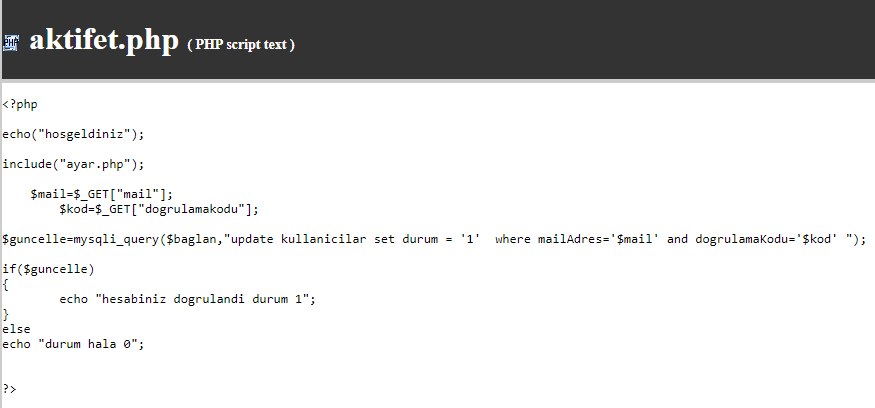 aktifet.php ( PHP script text )
<?php
echo("hosgeldiniz");
include("ayar.php");
$mail=$_GET["mail"];
$kod=$_GET["dogrulamakodu"];
$guncelle=mysqli_query($baglan,"update kullanicilar set durum = '1'  where mailAdres='$mail' and dogrulamaKodu='$kod' ");
if($guncelle)
{
echo "hesabiniz dogrulandi durum 1";
}
else
echo "durum hala 0";
?>